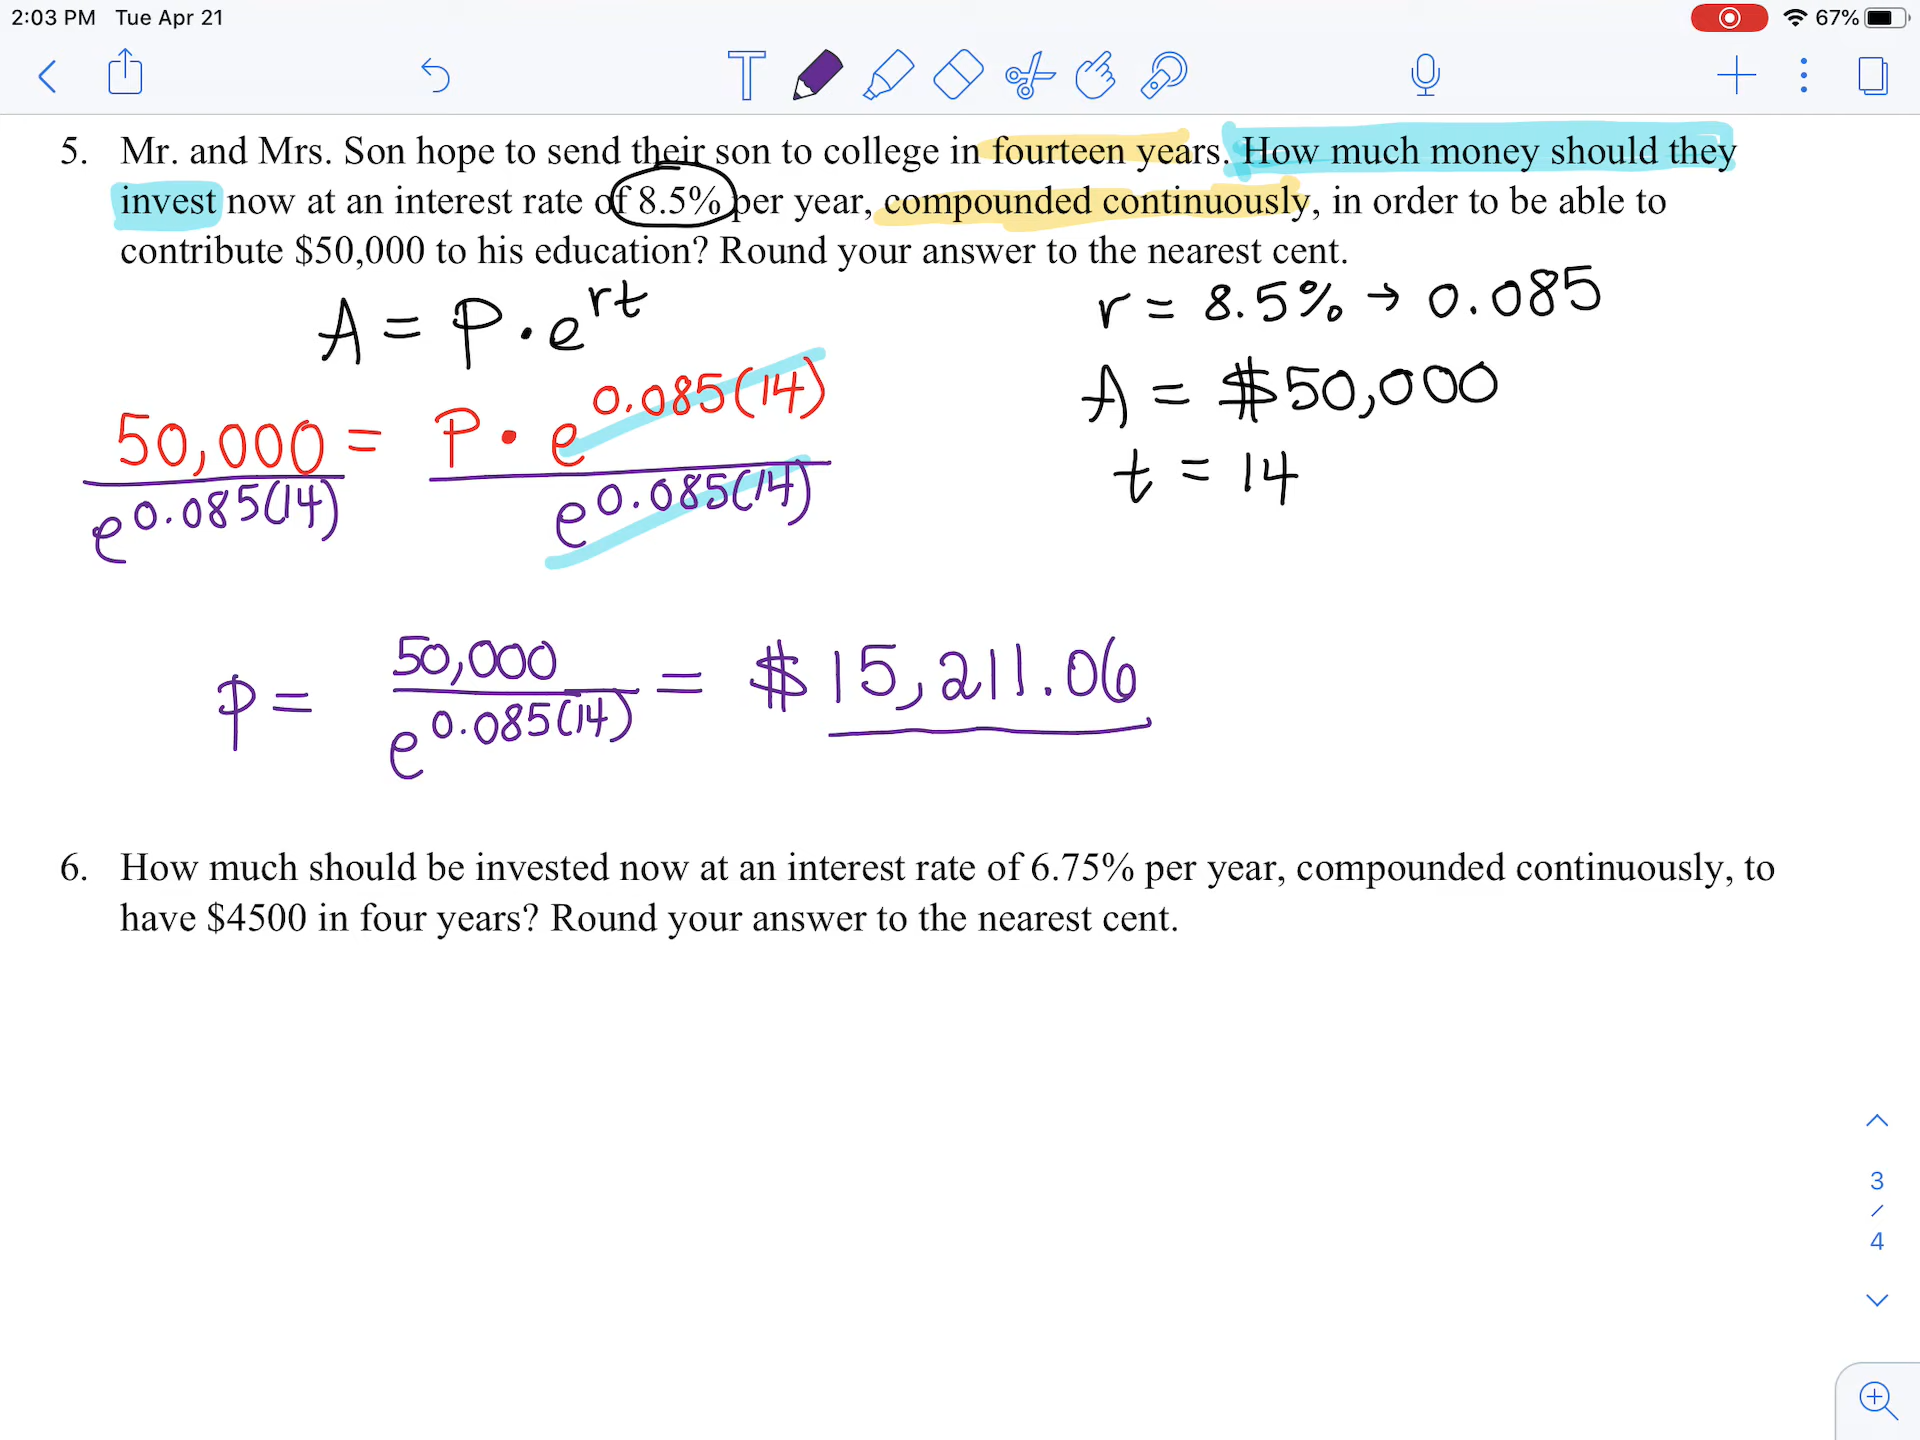 2:03 PM Tue Apr 21
67%
5. Mr. and Mrs. Son hope to send their son to college in fourteen years. How much money should they
invest now at an interest rate of 8.5% per year, compounded continuously, in order to be able to
contribute $50,000 to his education? Round your answer to the nearest cent.
A = P · e^rt
r = 8.5% → 0.085
50,000 = P · e^0.085(14)
A = $50,000
e^0.085(14) e^0.085(14)
t = 14
P = 50,000 / e^0.085(14) = $15,211.06
6. How much should be invested now at an interest rate of 6.75% per year, compounded continuously, to
have $4500 in four years? Round your answer to the nearest cent.
3
/
4